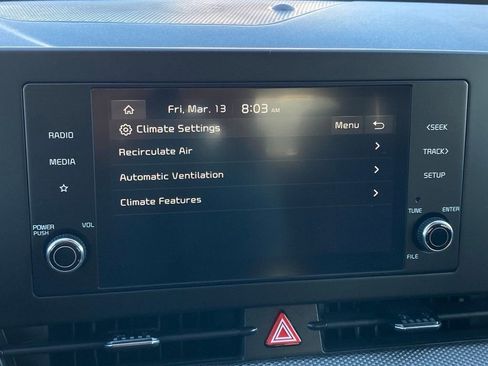 Fri, Mar. 13 8:03 AM
Climate Settings Menu
Recirculate Air
Automatic Ventilation
Climate Features
RADIO
MEDIA
POWER PUSH
VOL
<SEEK
TRACK>
SETUP
TUNE
ENTER
FILE